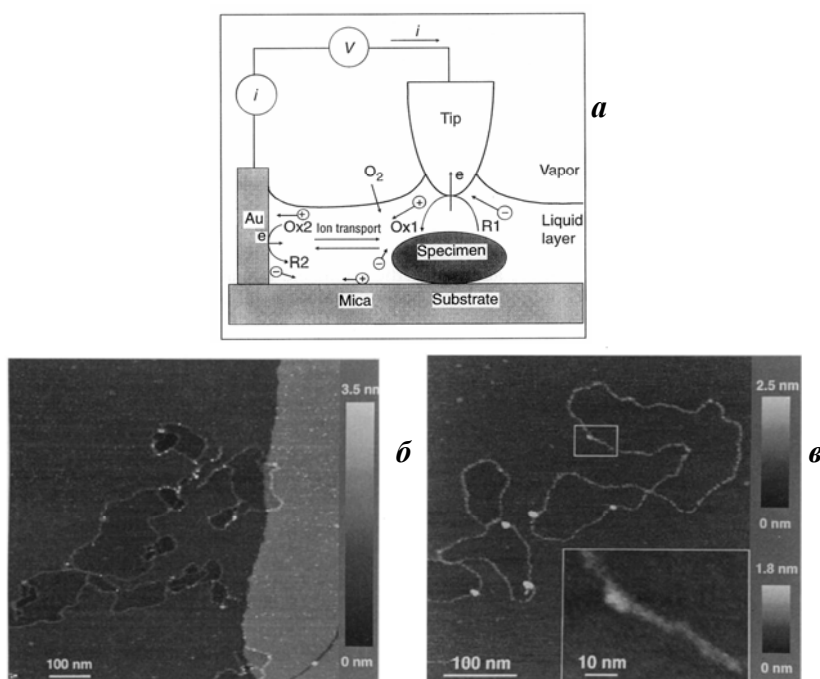 i
V
i
Tip
а
O2
e
Vapor
Au
Ox2
Ion transport
Ox1
R1
Liquid
layer
e
Specimen
R2
Mica
Substrate
3.5 nm
0 nm
100 nm
б
2.5 nm
0 nm
1.8 nm
0 nm
100 nm
10 nm
в